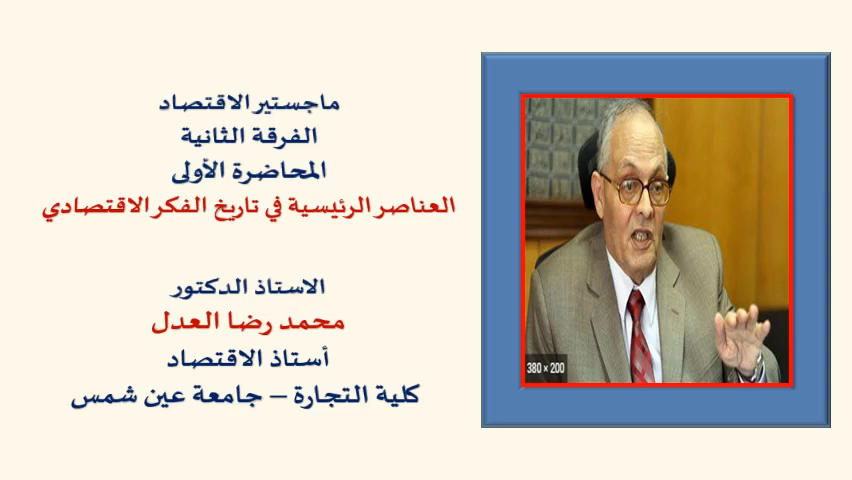 ماجستير الاقتصاد
الفرقة الثانية
المحاضرة الأولى
العناصر الرئيسية في تاريخ الفكر الاقتصادي
الاستاذ الدكتور
محمد رضا العدل
أستاذ الاقتصاد
كلية التجارة – جامعة عين شمس
380 × 200